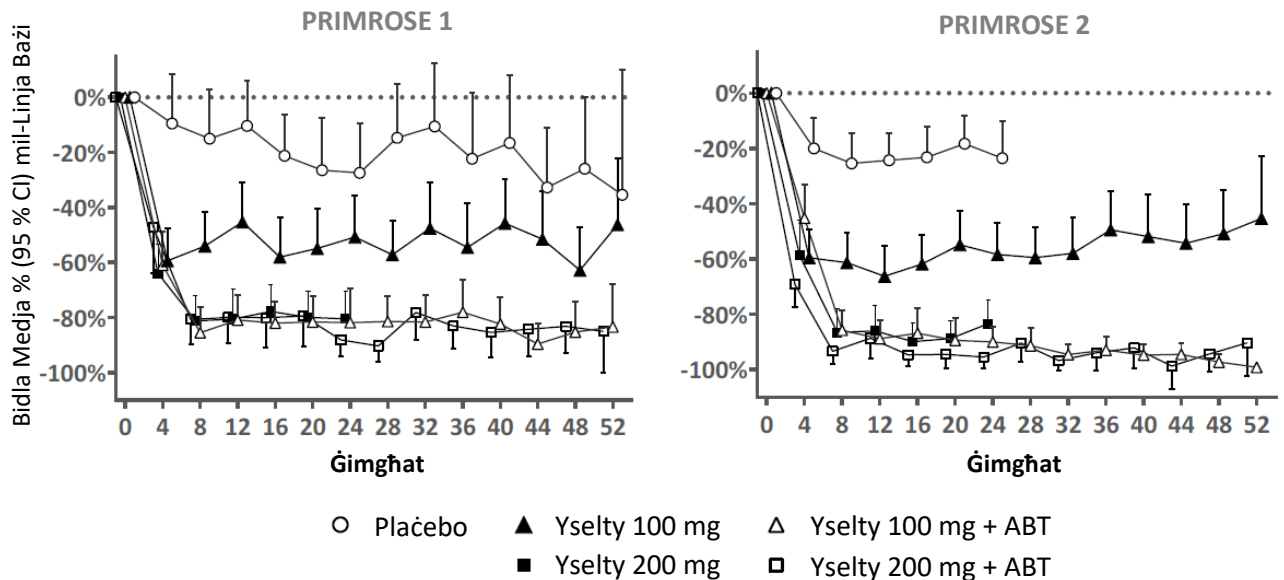 PRIMROSE 1
PRIMROSE 2
Bidla Medja % (95 % CI) mil-Linja Bażi
0%
-20%
-40%
-60%
-80%
-100%
0 4 8 12 16 20 24 28 32 36 40 44 48 52
Ġimgħat
0%
-20%
-40%
-60%
-80%
-100%
0 4 8 12 16 20 24 28 32 36 40 44 48 52
Ġimgħat
Plaċebo
Yselty 100 mg
Yselty 100 mg + ABT
Yselty 200 mg
Yselty 200 mg + ABT